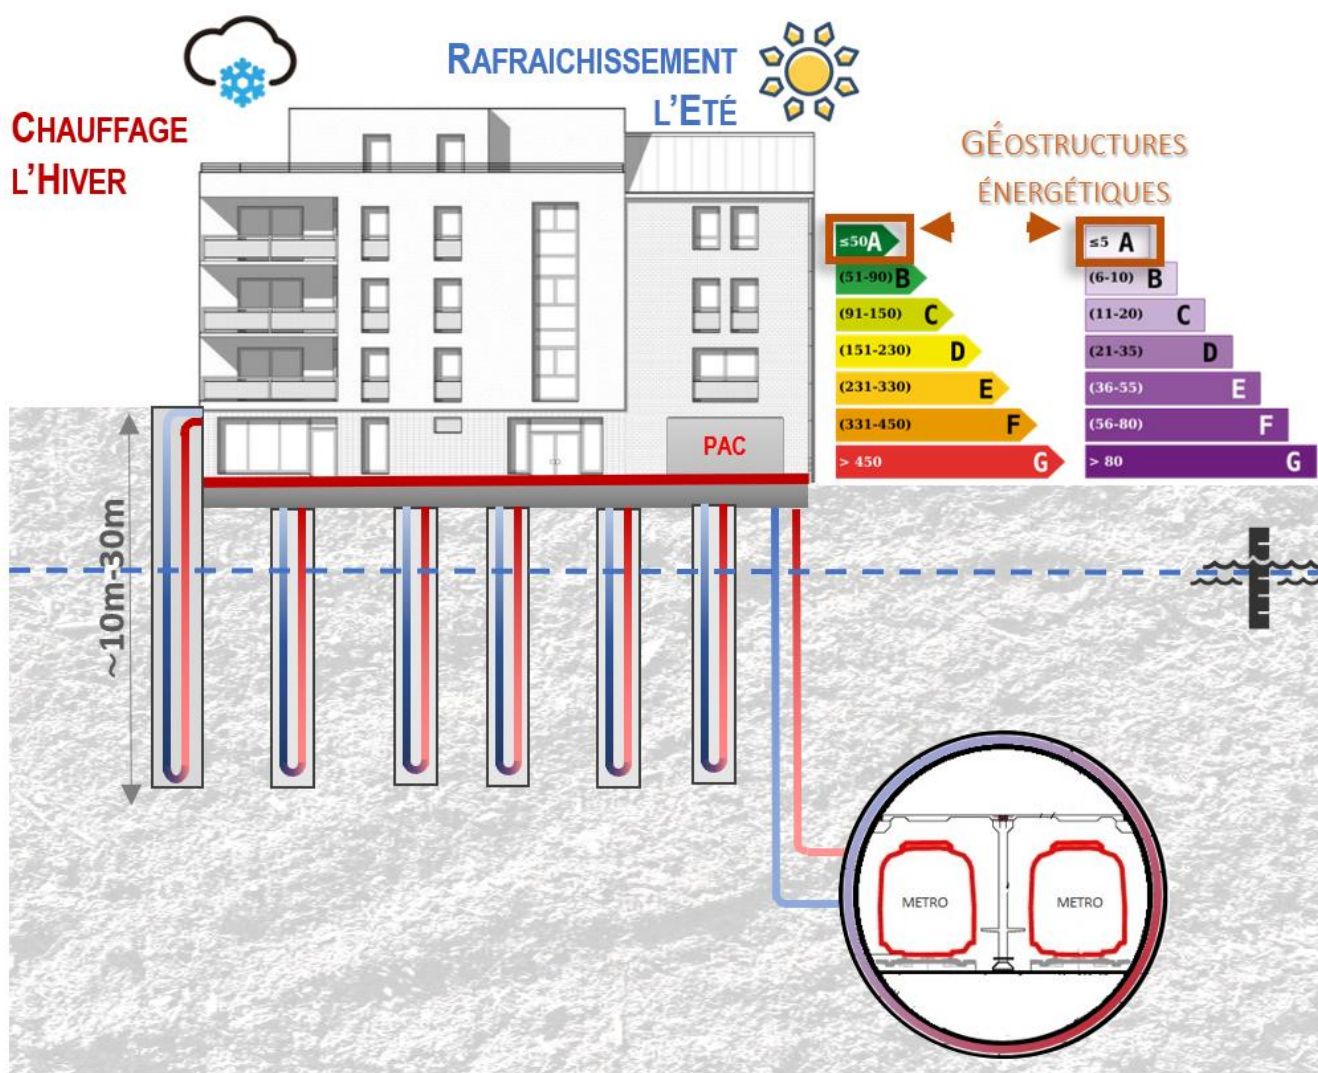 RAFRAICHISSEMENT
L'ETÉ
CHAUFFAGE
L'HIVER
GÉOSTRUCTURES
ÉNERGÉTIQUES
≤50 A
(51-90) B
(91-150) C
(151-230) D
(231-330) E
(331-450) F
> 450 G
≤5 A
(6-10) B
(11-20) C
(21-35) D
(36-55) E
(56-80) F
> 80 G
PAC
~10m-30m
METRO
METRO